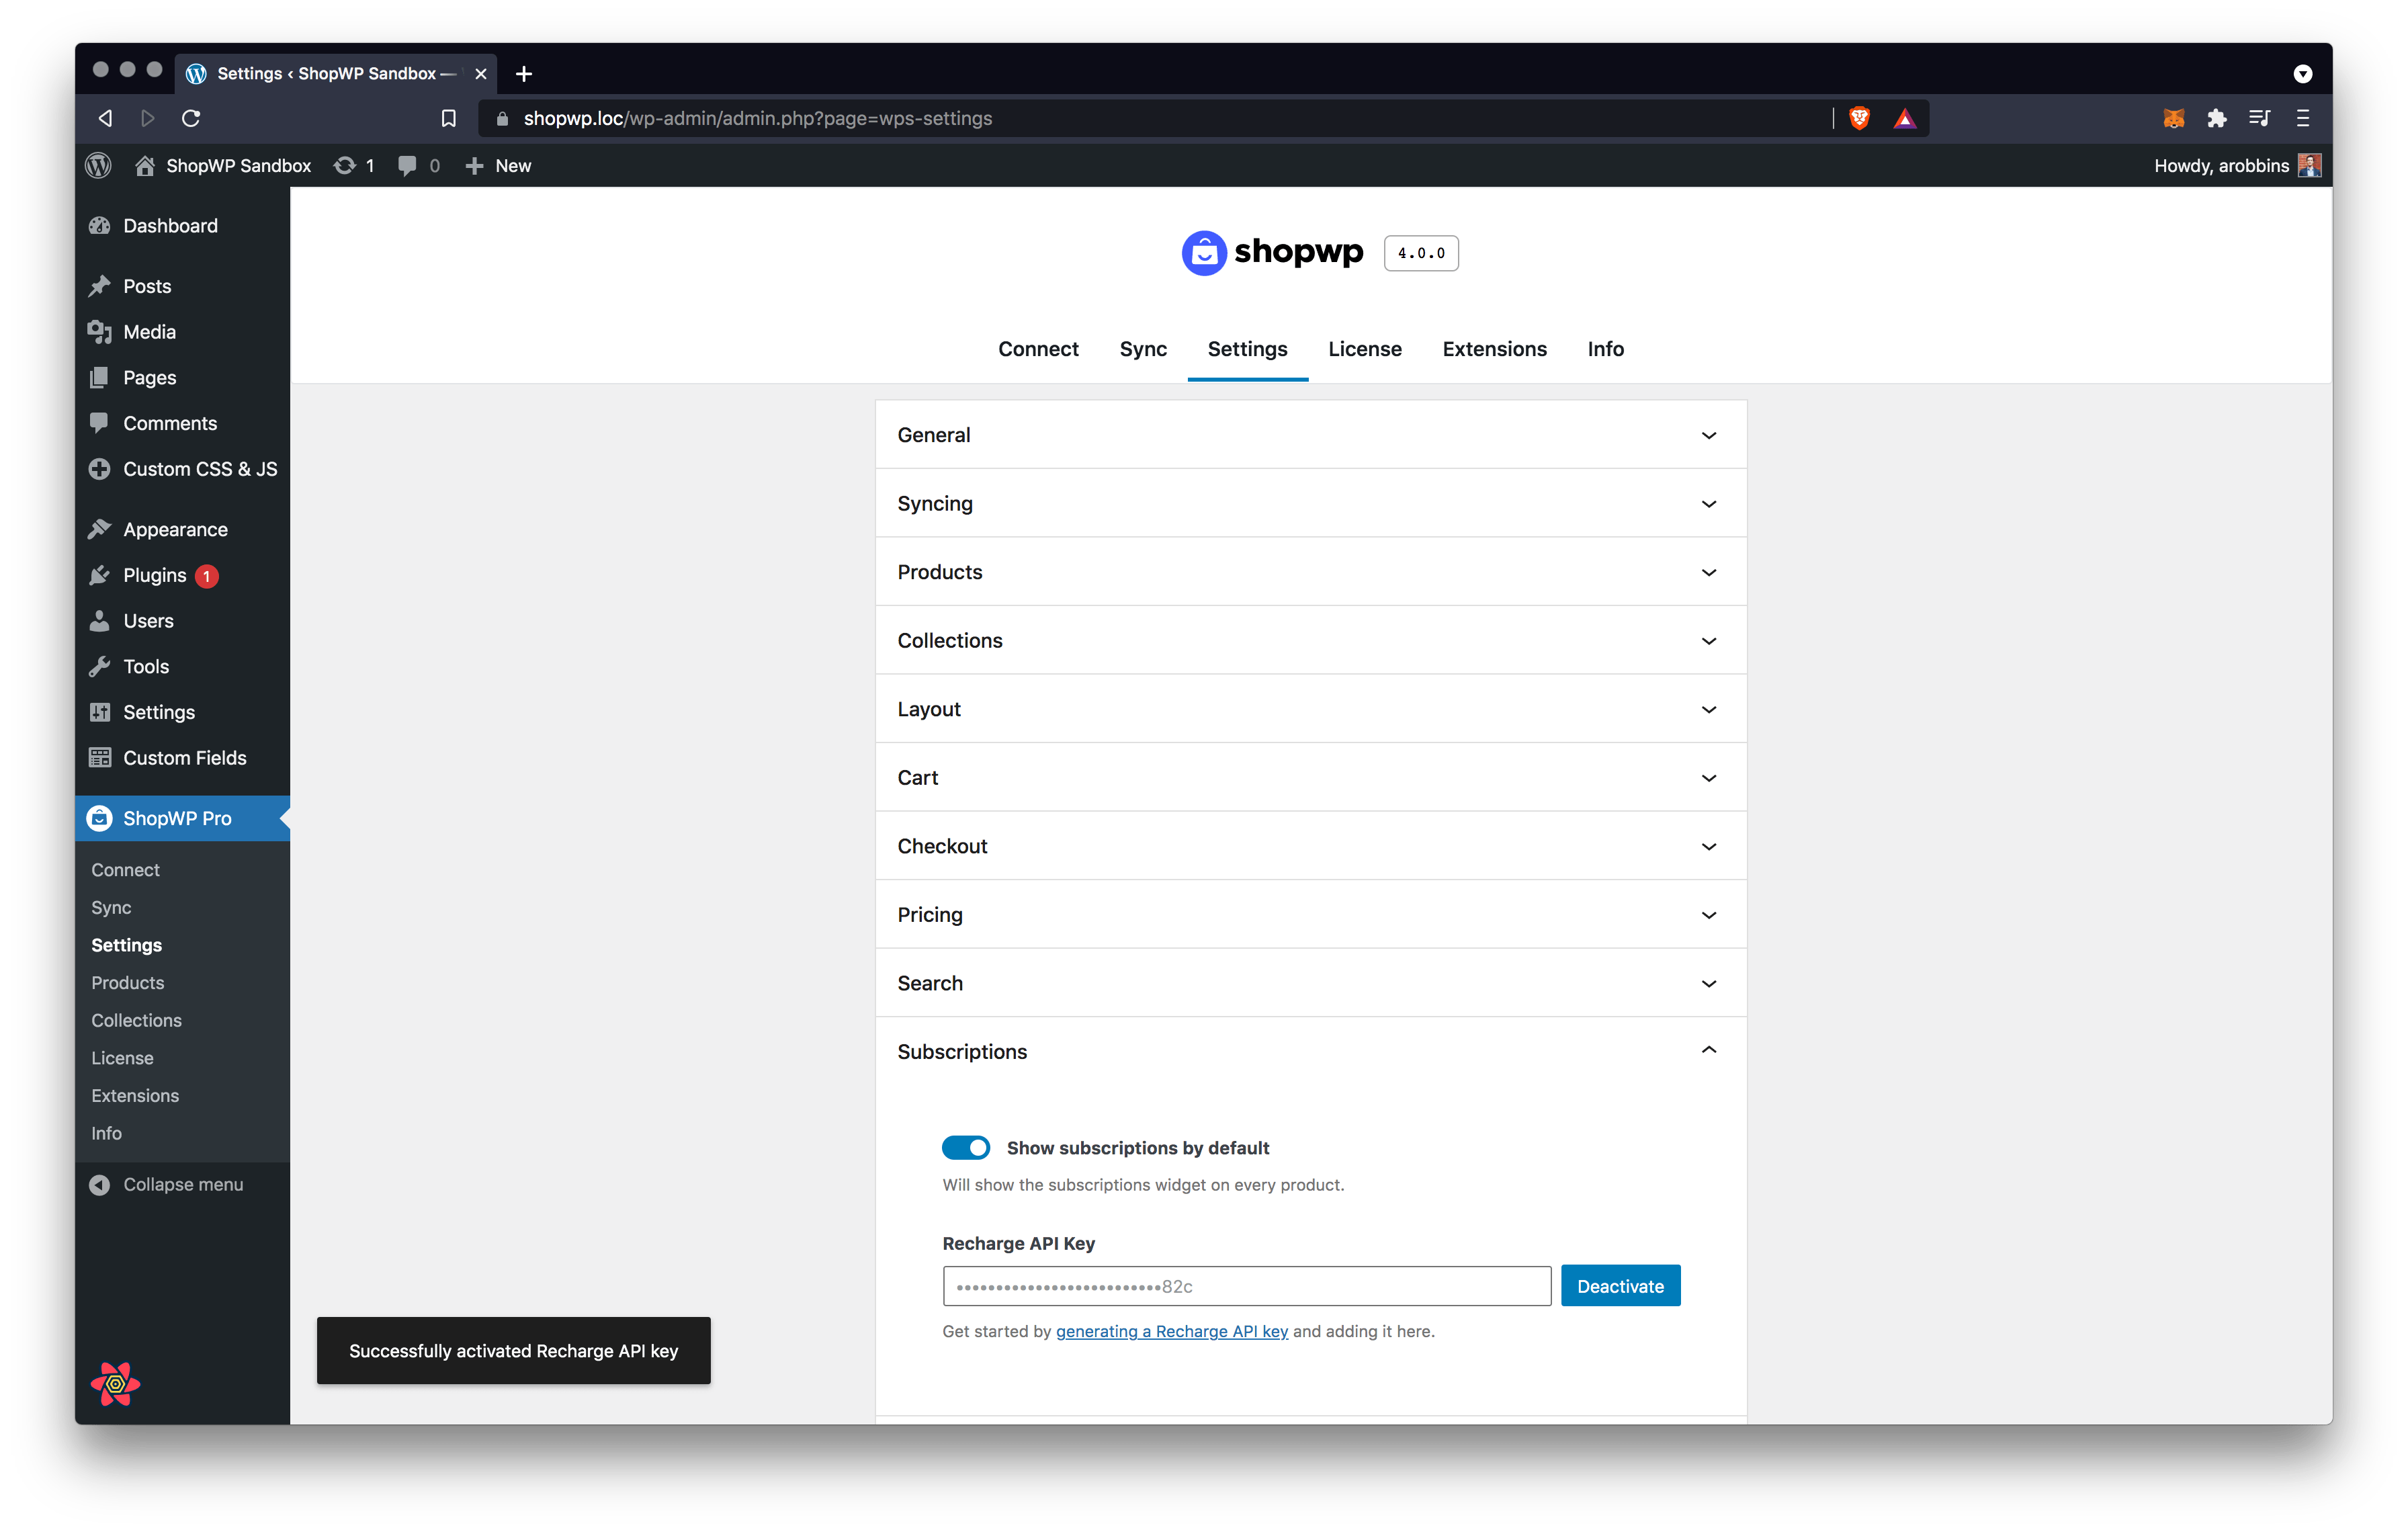 Settings ‹ ShopWP Sandbox —
shopwp.loc/wp-admin/admin.php?page=wps-settings
ShopWP Sandbox 1 0 New
Howdy, arobbins
Dashboard
Posts
Media
Pages
Comments
Custom CSS & JS
Appearance
Plugins 1
Users
Tools
Settings
Custom Fields
ShopWP Pro
Connect
Sync
Settings
Products
Collections
License
Extensions
Info
Collapse menu
shopwp 4.0.0
Connect Sync Settings License Extensions Info
General
Syncing
Products
Collections
Layout
Cart
Checkout
Pricing
Search
Subscriptions
Show subscriptions by default
Will show the subscriptions widget on every product.
Recharge API Key
••••••••••••••••••••••••••82c
Deactivate
Get started by generating a Recharge API key and adding it here.
Successfully activated Recharge API key